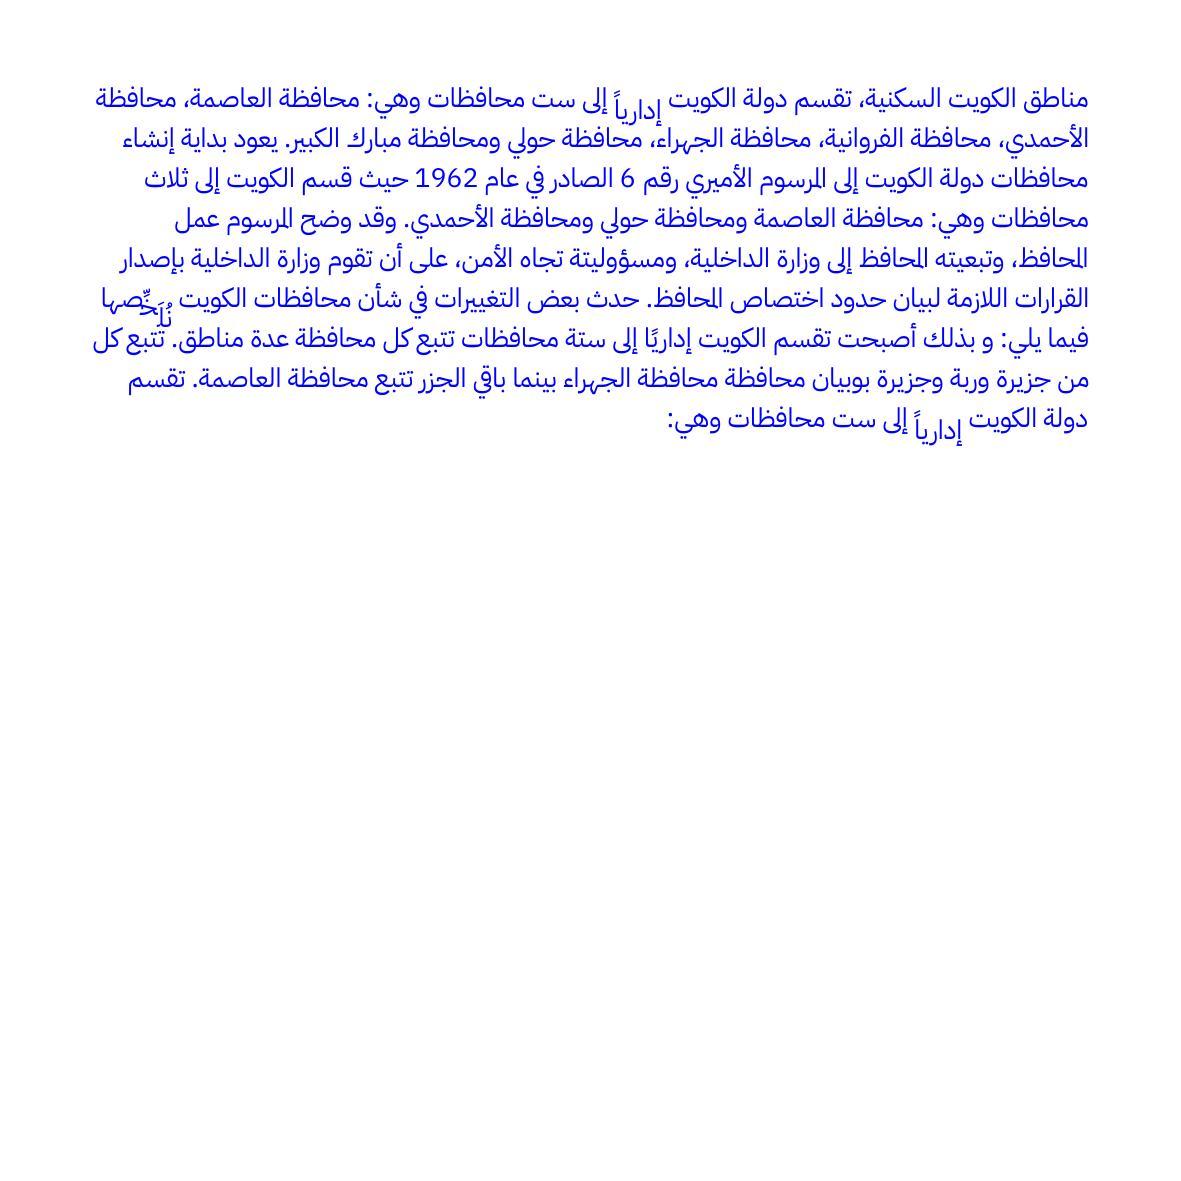 مناطق الكويت السكنية، تقسم دولة الكويت إدارياً إلى ست محافظات وهي: محافظة العاصمة، محافظة
الأحمدي، محافظة الفروانية، محافظة الجهراء، محافظة حولي ومحافظة مبارك الكبير. يعود بداية إنشاء
محافظات دولة الكويت إلى المرسوم الأميري رقم 6 الصادر في عام 1962 حيث قسم الكويت إلى ثلاث
محافظات وهي: محافظة العاصمة ومحافظة حولي ومحافظة الأحمدي. وقد وضح المرسوم عمل
المحافظ، وتبعيته المحافظ إلى وزارة الداخلية، ومسؤوليتة تجاه الأمن، على أن تقوم وزارة الداخلية بإصدار
القرارات اللازمة لبيان حدود اختصاص المحافظ. حدث بعض التغييرات في شأن محافظات الكويت نُلَخِّصها
فيما يلي: و بذلك أصبحت تقسم الكويت إداريًا إلى ستة محافظات تتبع كل محافظة عدة مناطق. تتبع كل
من جزيرة وربة وجزيرة بوبيان محافظة محافظة الجهراء بينما باقي الجزر تتبع محافظة العاصمة. تقسم
دولة الكويت إدارياً إلى ست محافظات وهي: